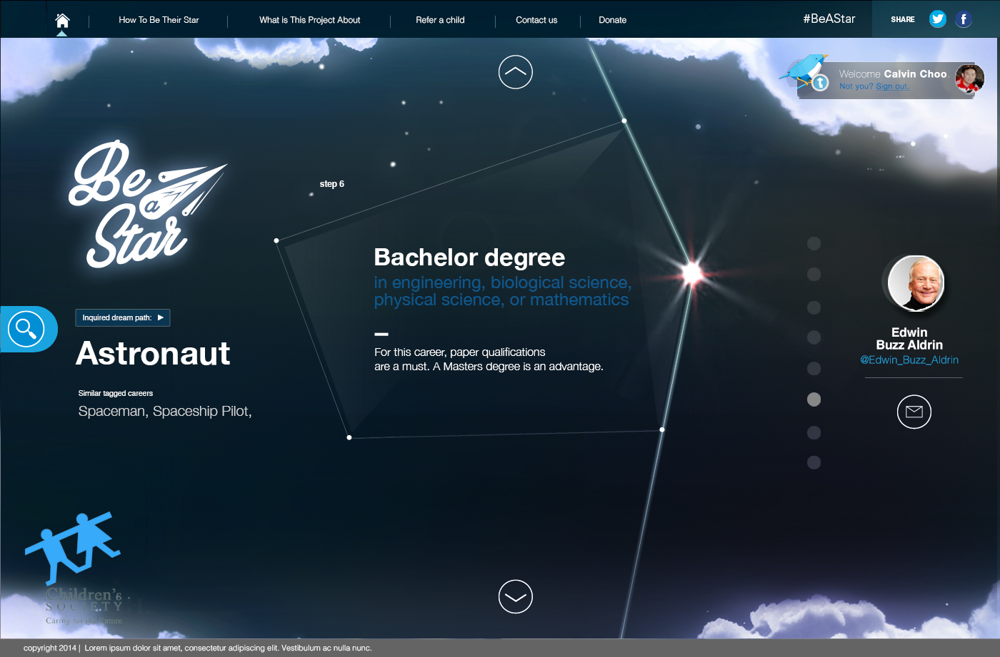 How To Be Their Star
What is This Project About
Refer a child
Contact us
Donate
#BeAStar
SHARE
Welcome Calvin Choo.
Not you? Sign out.
Be
a
Star
step 6
Bachelor degree
in engineering, biological science,
physical science, or mathematics
For this career, paper qualifications
are a must. A Masters degree is an advantage.
Inquired dream path:
Astronaut
Similar tagged careers
Spaceman, Spaceship Pilot,
Edwin
Buzz Aldrin
@Edwin_Buzz_Aldrin
Children's
SOCIETY
Caring for the Future
copyright 2014 | Lorem ipsum dolor sit amet, consectetur adipiscing elit. Vestibulum ac nulla nunc.